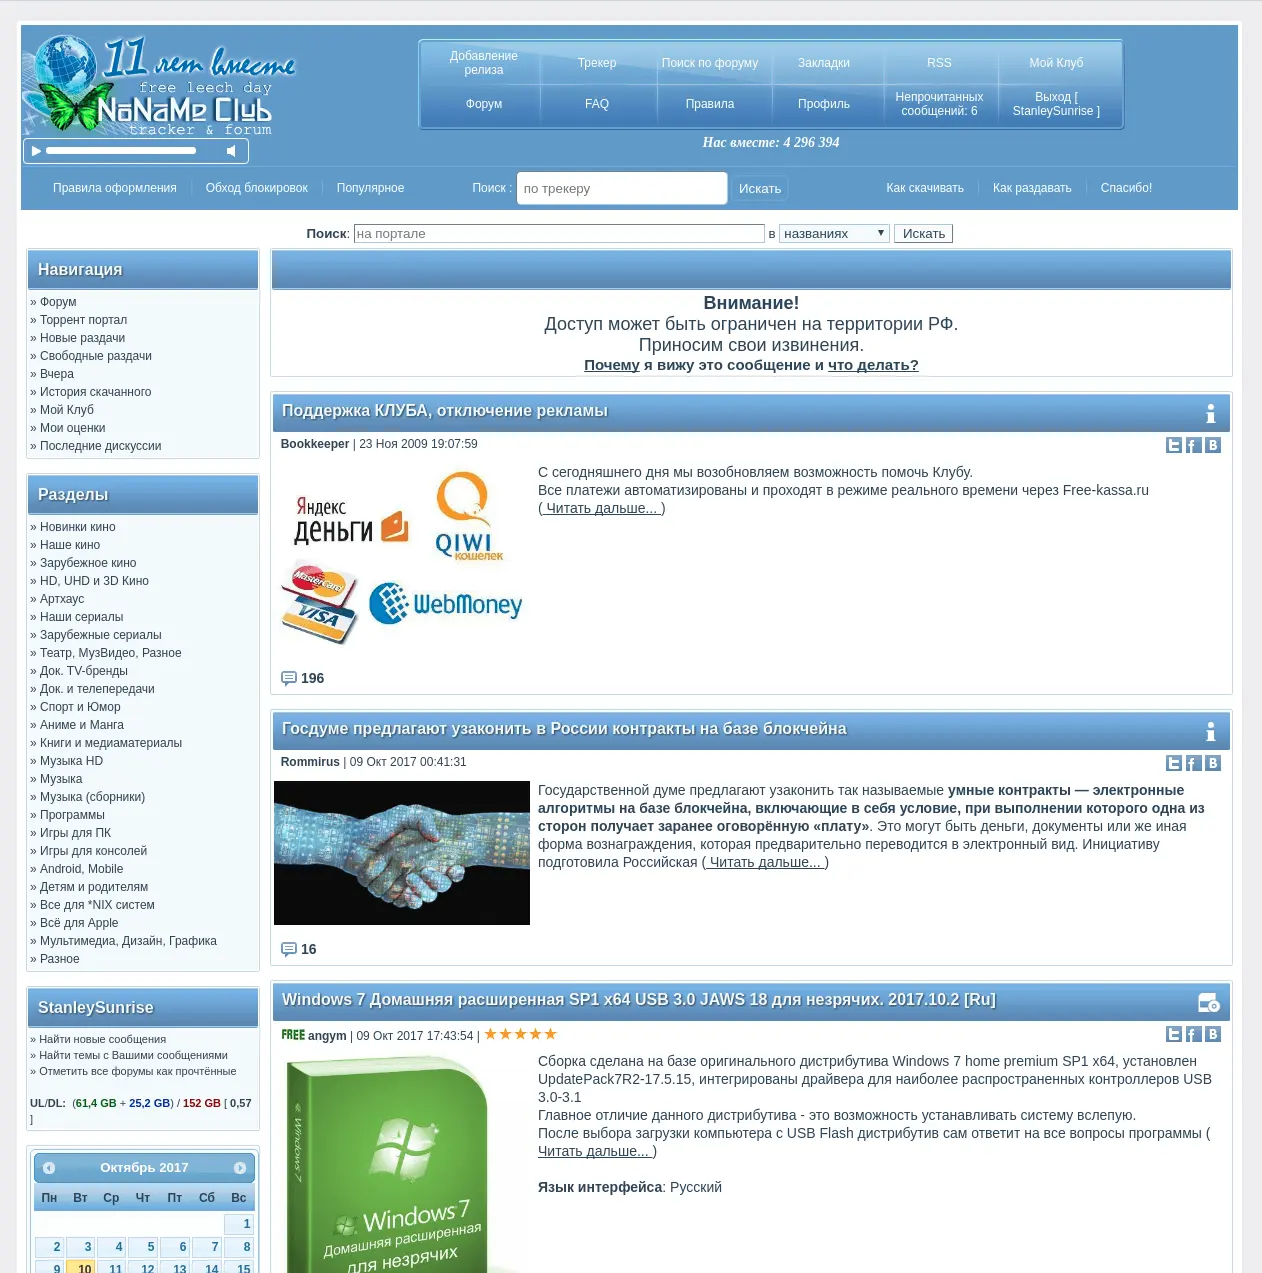 11 лет вместе
free leech day
NoNaMe Club
tracker & forum
Добавление релиза
Трекер
Поиск по форуму
Закладки
RSS
Мой Клуб
Форум
FAQ
Правила
Профиль
Непрочитанных сообщений: 6
Выход [ StanleySunrise ]
Нас вместе: 4 296 394
Правила оформления
Обход блокировок
Популярное
Поиск :
по трекеру
Искать
Как скачивать
Как раздавать
Спасибо!
Поиск: на портале в названиях Искать
Навигация
» Форум
» Торрент портал
» Новые раздачи
» Свободные раздачи
» Вчера
» История скачанного
» Мой Клуб
» Мои оценки
» Последние дискуссии
Разделы
» Новинки кино
» Наше кино
» Зарубежное кино
» HD, UHD и 3D Кино
» Артхаус
» Наши сериалы
» Зарубежные сериалы
» Театр, МузВидео, Разное
» Док. TV-бренды
» Док. и телепередачи
» Спорт и Юмор
» Аниме и Манга
» Книги и медиаматериалы
» Музыка HD
» Музыка
» Музыка (сборники)
» Программы
» Игры для ПК
» Игры для консолей
» Android, Mobile
» Детям и родителям
» Все для *NIX систем
» Всё для Apple
» Мультимедиа, Дизайн, Графика
» Разное
StanleySunrise
» Найти новые сообщения
» Найти темы с Вашими сообщениями
» Отметить все форумы как прочтённые
UL/DL: (61,4 GB + 25,2 GB) / 152 GB [ 0,57
]
Октябрь 2017
Пн Вт Ср Чт Пт Сб Вс
1
2 3 4 5 6 7 8
9 10 11 12 13 14 15
Внимание!
Доступ может быть ограничен на территории РФ.
Приносим свои извинения.
Почему я вижу это сообщение и что делать?
Поддержка КЛУБА, отключение рекламы
Bookkeeper | 23 Ноя 2009 19:07:59
Яндекс
деньги
QIWI
кошелек
MasterCard
VISA
WebMoney
С сегодняшнего дня мы возобновляем возможность помочь Клубу.
Все платежи автоматизированы и проходят в режиме реального времени через Free-kassa.ru
( Читать дальше... )
196
Госдуме предлагают узаконить в России контракты на базе блокчейна
Rommirus | 09 Окт 2017 00:41:31
Государственной думе предлагают узаконить так называемые умные контракты — электронные
алгоритмы на базе блокчейна, включающие в себя условие, при выполнении которого одна из
сторон получает заранее оговорённую «плату». Это могут быть деньги, документы или же иная
форма вознаграждения, которая предварительно переводится в электронный вид. Инициативу
подготовила Российская ( Читать дальше... )
16
Windows 7 Домашняя расширенная SP1 x64 USB 3.0 JAWS 18 для незрячих. 2017.10.2 [Ru]
FREE angym | 09 Окт 2017 17:43:54 |
Windows 7
Windows 7
Домашняя расширенная
для незрячих
Сборка сделана на базе оригинального дистрибутива Windows 7 home premium SP1 x64, установлен
UpdatePack7R2-17.5.15, интегрированы драйвера для наиболее распространенных контроллеров USB
3.0-3.1
Главное отличие данного дистрибутива - это возможность устанавливать систему вслепую.
После выбора загрузки компьютера с USB Flash дистрибутив сам ответит на все вопросы программы (
Читать дальше... )
Язык интерфейса: Русский